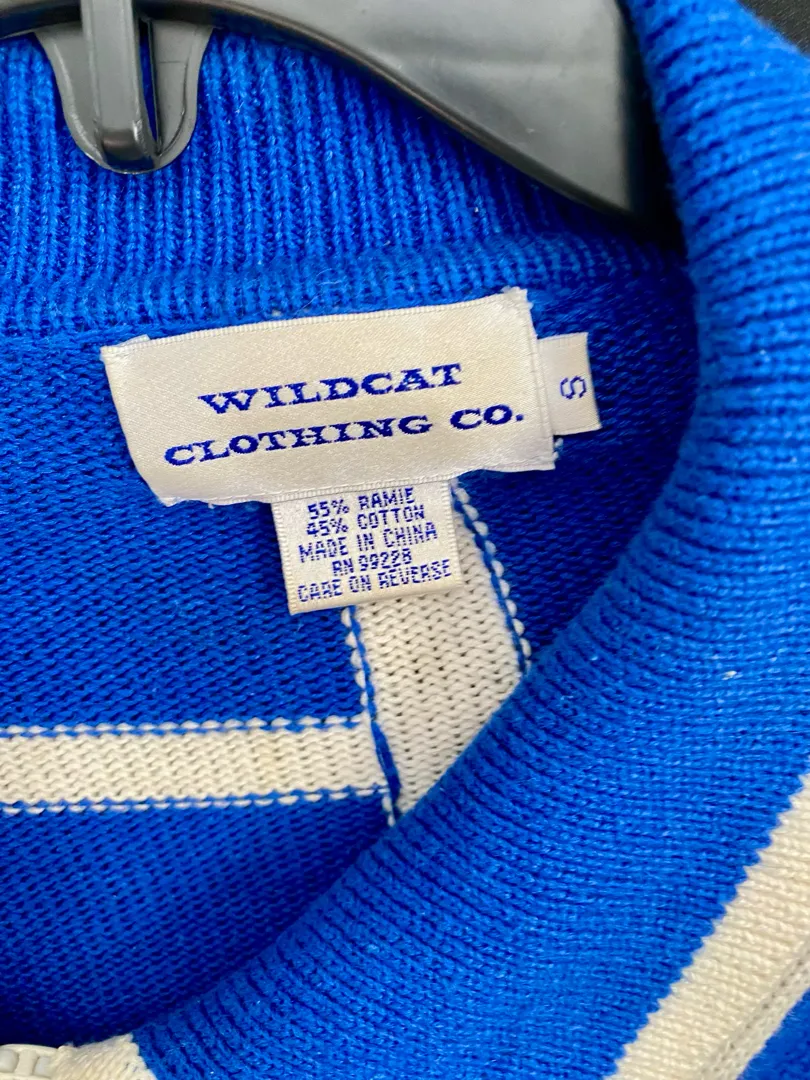 WILDCAT
CLOTHING CO.
S
55% RAMIE
45% COTTON
MADE IN CHINA
RN 99228
CARE ON REVERSE